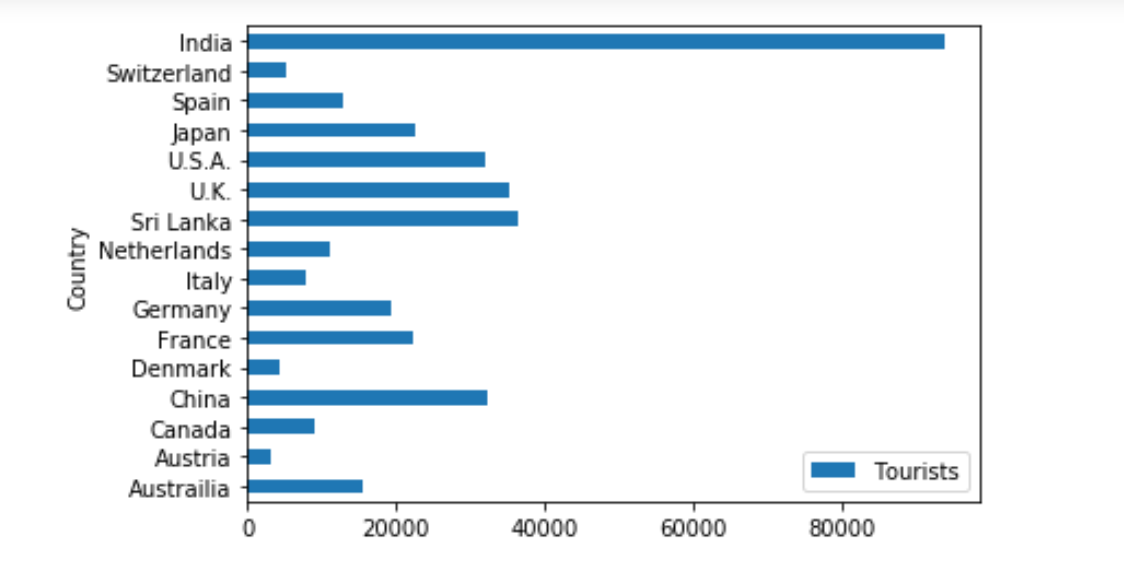 India
Switzerland
Spain
Japan
U.S.A.
U.K.
Sri Lanka
Netherlands
Italy
Germany
France
Denmark
China
Canada
Austria
Austrailia
Country
Tourists
0 20000 40000 60000 80000